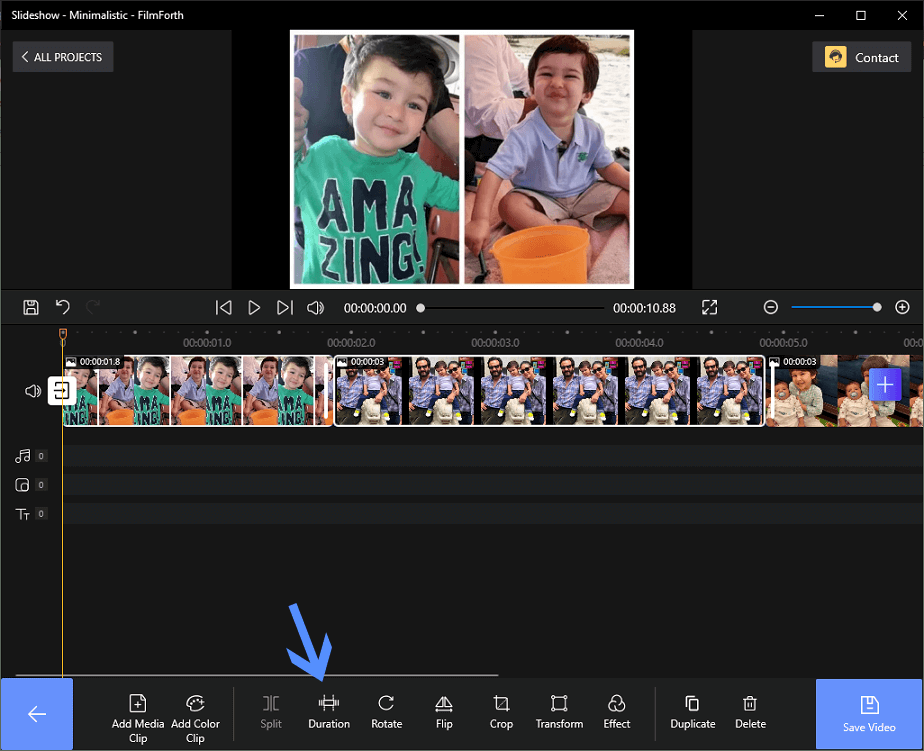 Slideshow - Minimalistic - FilmForth
ALL PROJECTS
Contact
AMA
ZING!
00:00:00.00
00:00:10.88
00:00:01.0
00:00:02.0
00:00:03.0
00:00:04.0
00:00:05.0
00:0
00:00:01.8
00:00:03
00:00:03
0
0
0
Add Media
Clip
Add Color
Clip
Split
Duration
Rotate
Flip
Crop
Transform
Effect
Duplicate
Delete
Save Video